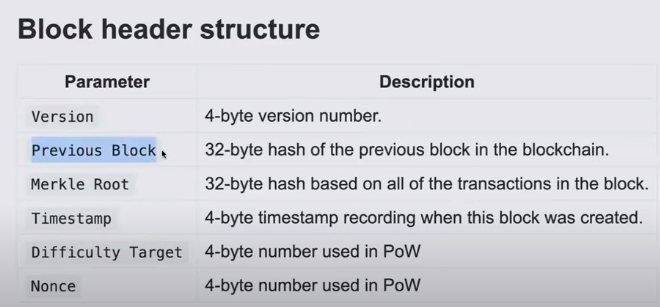 Block header structure
Parameter Description
Version 4-byte version number.
Previous Block 32-byte hash of the previous block in the blockchain.
Merkle Root 32-byte hash based on all of the transactions in the block.
Timestamp 4-byte timestamp recording when this block was created.
Difficulty Target 4-byte number used in PoW
Nonce 4-byte number used in PoW